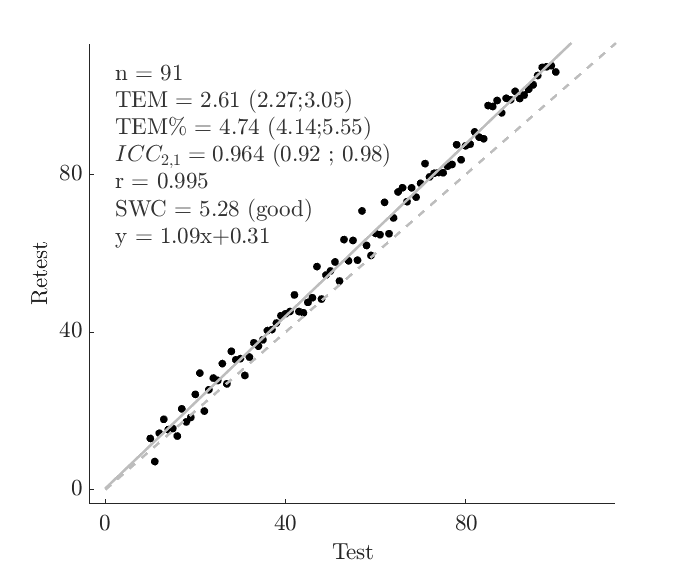 n = 91
TEM = 2.61 (2.27;3.05)
TEM% = 4.74 (4.14;5.55)
ICC2,1 = 0.964 (0.92 ; 0.98)
r = 0.995
SWC = 5.28 (good)
y = 1.09x+0.31
80
40
0
Retest
0 40 80
Test